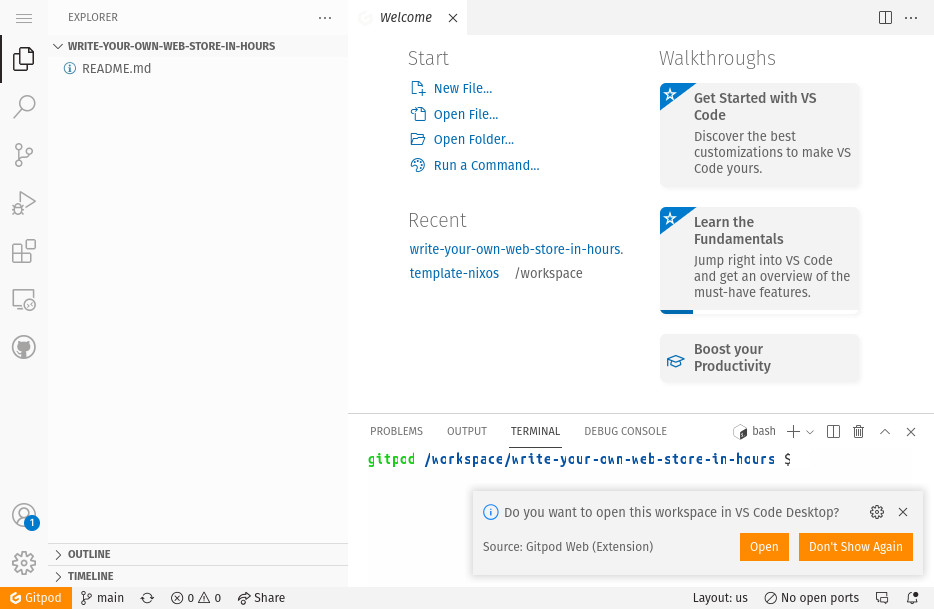 EXPLORER
WRITE-YOUR-OWN-WEB-STORE-IN-HOURS
README.md
Welcome
Start
New File...
Open File...
Open Folder...
Run a Command...
Recent
write-your-own-web-store-in-hours.
template-nixos /workspace
Walkthroughs
Get Started with VS
Code
Discover the best
customizations to make VS
Code yours.
Learn the
Fundamentals
Jump right into VS Code
and get an overview of the
must-have features.
Boost your
Productivity
PROBLEMS OUTPUT TERMINAL DEBUG CONSOLE bash
gitpod /workspace/write-your-own-web-store-in-hours $
Do you want to open this workspace in VS Code Desktop?
Source: Gitpod Web (Extension) Open Don't Show Again
1
OUTLINE
TIMELINE
Gitpod main 0 0 Share Layout: us No open ports